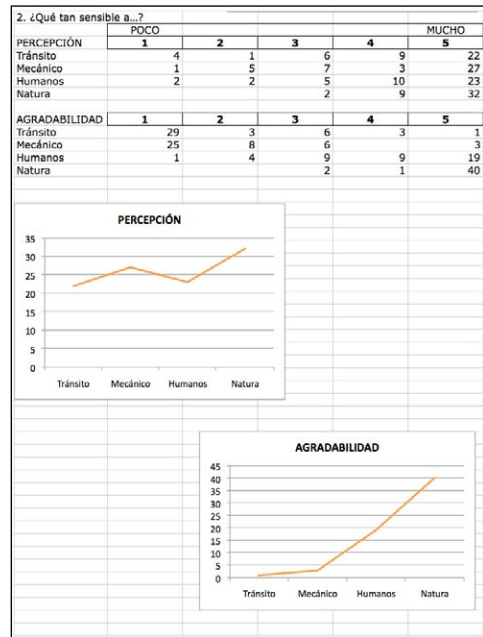 2. ¿Qué tan sensible a...?
POCO MUCHO
PERCEPCIÓN 1 2 3 4 5
Tránsito 4 1 6 9 22
Mecánico 1 5 7 3 27
Humanos 2 2 5 10 23
Natura 2 9 32
AGRADABILIDAD 1 2 3 4 5
Tránsito 29 3 6 3 1
Mecánico 25 8 6 3
Humanos 1 4 9 9 19
Natura 2 1 40
PERCEPCIÓN
35
30
25
20
15
10
5
0
Tránsito Mecánico Humanos Natura
AGRADABILIDAD
45
40
35
30
25
20
15
10
5
0
Tránsito Mecánico Humanos Natura